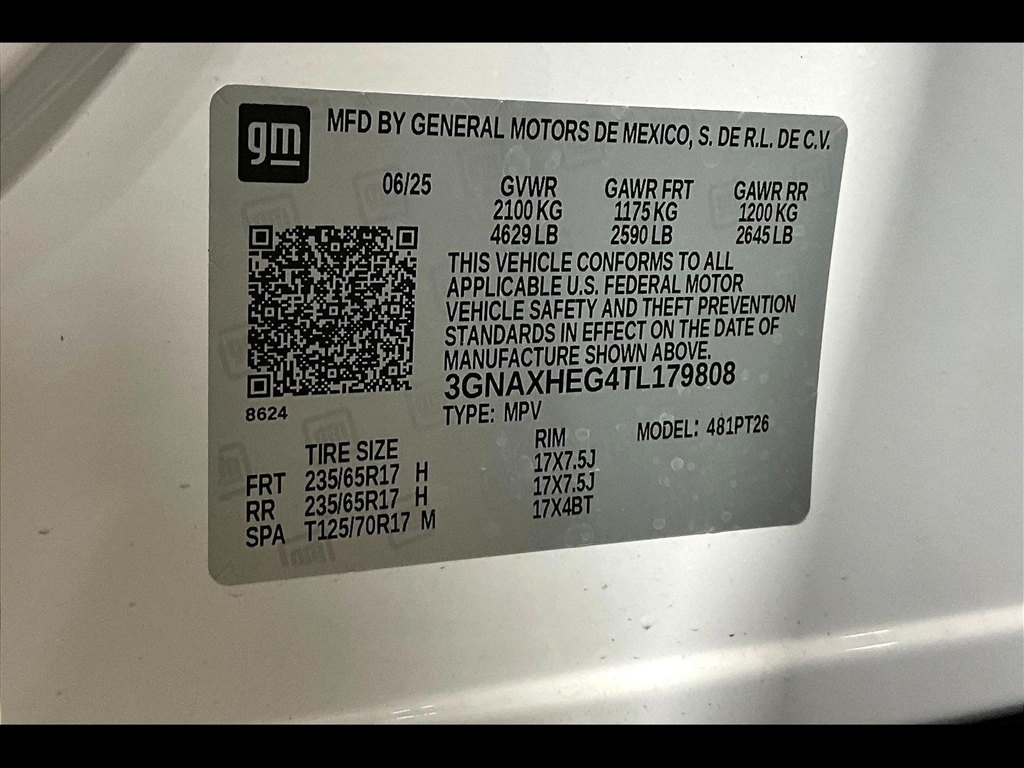 gm
MFD BY GENERAL MOTORS DE MEXICO, S. DE R.L. DE C.V.
06/25 GVWR GAWR FRT GAWR RR
2100 KG 1175 KG 1200 KG
4629 LB 2590 LB 2645 LB
THIS VEHICLE CONFORMS TO ALL
APPLICABLE U.S. FEDERAL MOTOR
VEHICLE SAFETY AND THEFT PREVENTION
STANDARDS IN EFFECT ON THE DATE OF
MANUFACTURE SHOWN ABOVE.
3GNAXHEG4TL179808
8624
TYPE: MPV MODEL: 481PT26
TIRE SIZE RIM
FRT 235/65R17 H 17X7.5J
RR 235/65R17 H 17X7.5J
SPA T125/70R17 M 17X4BT